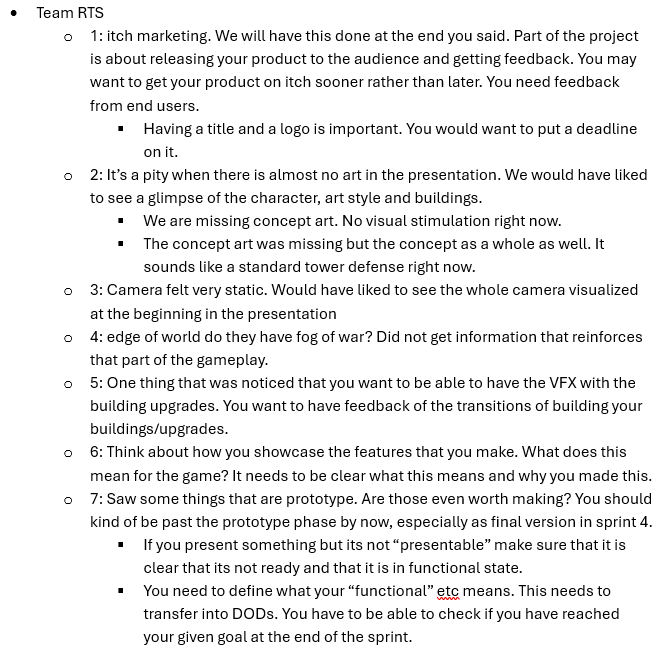 • Team RTS
o 1: itch marketing. We will have this done at the end you said. Part of the project
is about releasing your product to the audience and getting feedback. You may
want to get your product on itch sooner rather than later. You need feedback
from end users.
▪ Having a title and a logo is important. You would want to put a deadline
on it.
o 2: It’s a pity when there is almost no art in the presentation. We would have liked
to see a glimpse of the character, art style and buildings.
▪ We are missing concept art. No visual stimulation right now.
▪ The concept art was missing but the concept as a whole as well. It
sounds like a standard tower defense right now.
o 3: Camera felt very static. Would have liked to see the whole camera visualized
at the beginning in the presentation
o 4: edge of world do they have fog of war? Did not get information that reinforces
that part of the gameplay.
o 5: One thing that was noticed that you want to be able to have the VFX with the
building upgrades. You want to have feedback of the transitions of building your
buildings/upgrades.
o 6: Think about how you showcase the features that you make. What does this
mean for the game? It needs to be clear what this means and why you made this.
o 7: Saw some things that are prototype. Are those even worth making? You should
kind of be past the prototype phase by now, especially as final version in sprint 4.
▪ If you present something but its not “presentable” make sure that it is
clear that its not ready and that it is in functional state.
▪ You need to define what your “functional” etc means. This needs to
transfer into DODs. You have to be able to check if you have reached
your given goal at the end of the sprint.